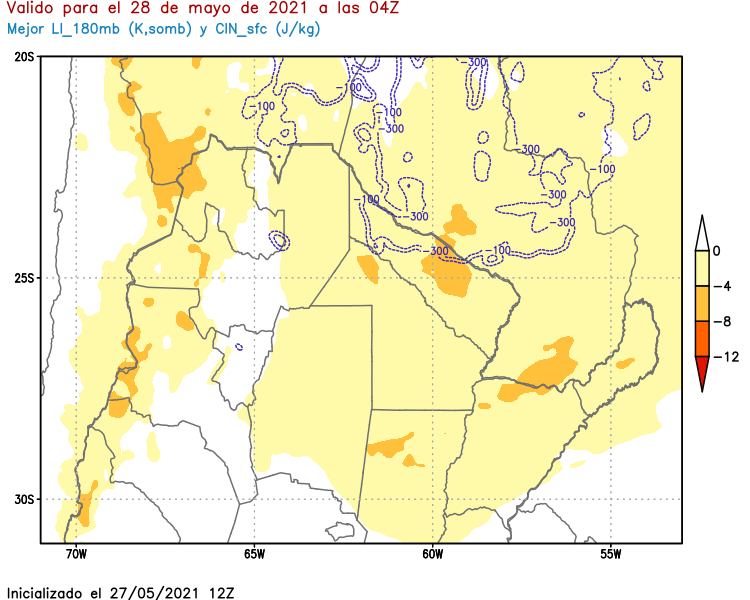 Valido para el 28 de mayo de 2021 a las 04Z
Mejor LI_180mb (K,somb) y CIN_sfc (J/kg)
20S
-300
-100
-100
-100
-300
-300
-100
-300
-100
-300
-300
-300
-100
0
25S
-4
-8
-12
30S
70W
65W
60W
55W
Inicializado el 27/05/2021 12Z